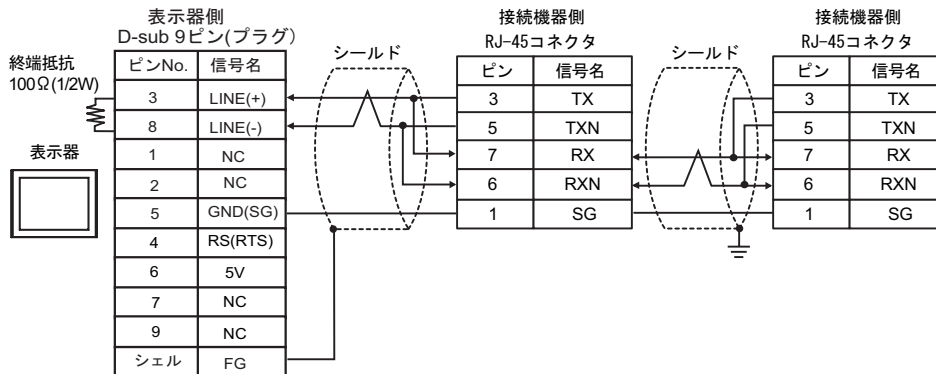 表示器側
D-sub 9ピン(プラグ)
接続機器側
RJ-45コネクタ
接続機器側
RJ-45コネクタ
終端抵抗
100Ω(1/2W)
シールド
シールド
表示器
ピンNo. 信号名
3 LINE(+)
8 LINE(-)
1 NC
2 NC
5 GND(SG)
4 RS(RTS)
6 5V
7 NC
9 NC
シェル FG
ピン 信号名
3 TX
5 TXN
7 RX
6 RXN
1 SG
ピン 信号名
3 TX
5 TXN
7 RX
6 RXN
1 SG